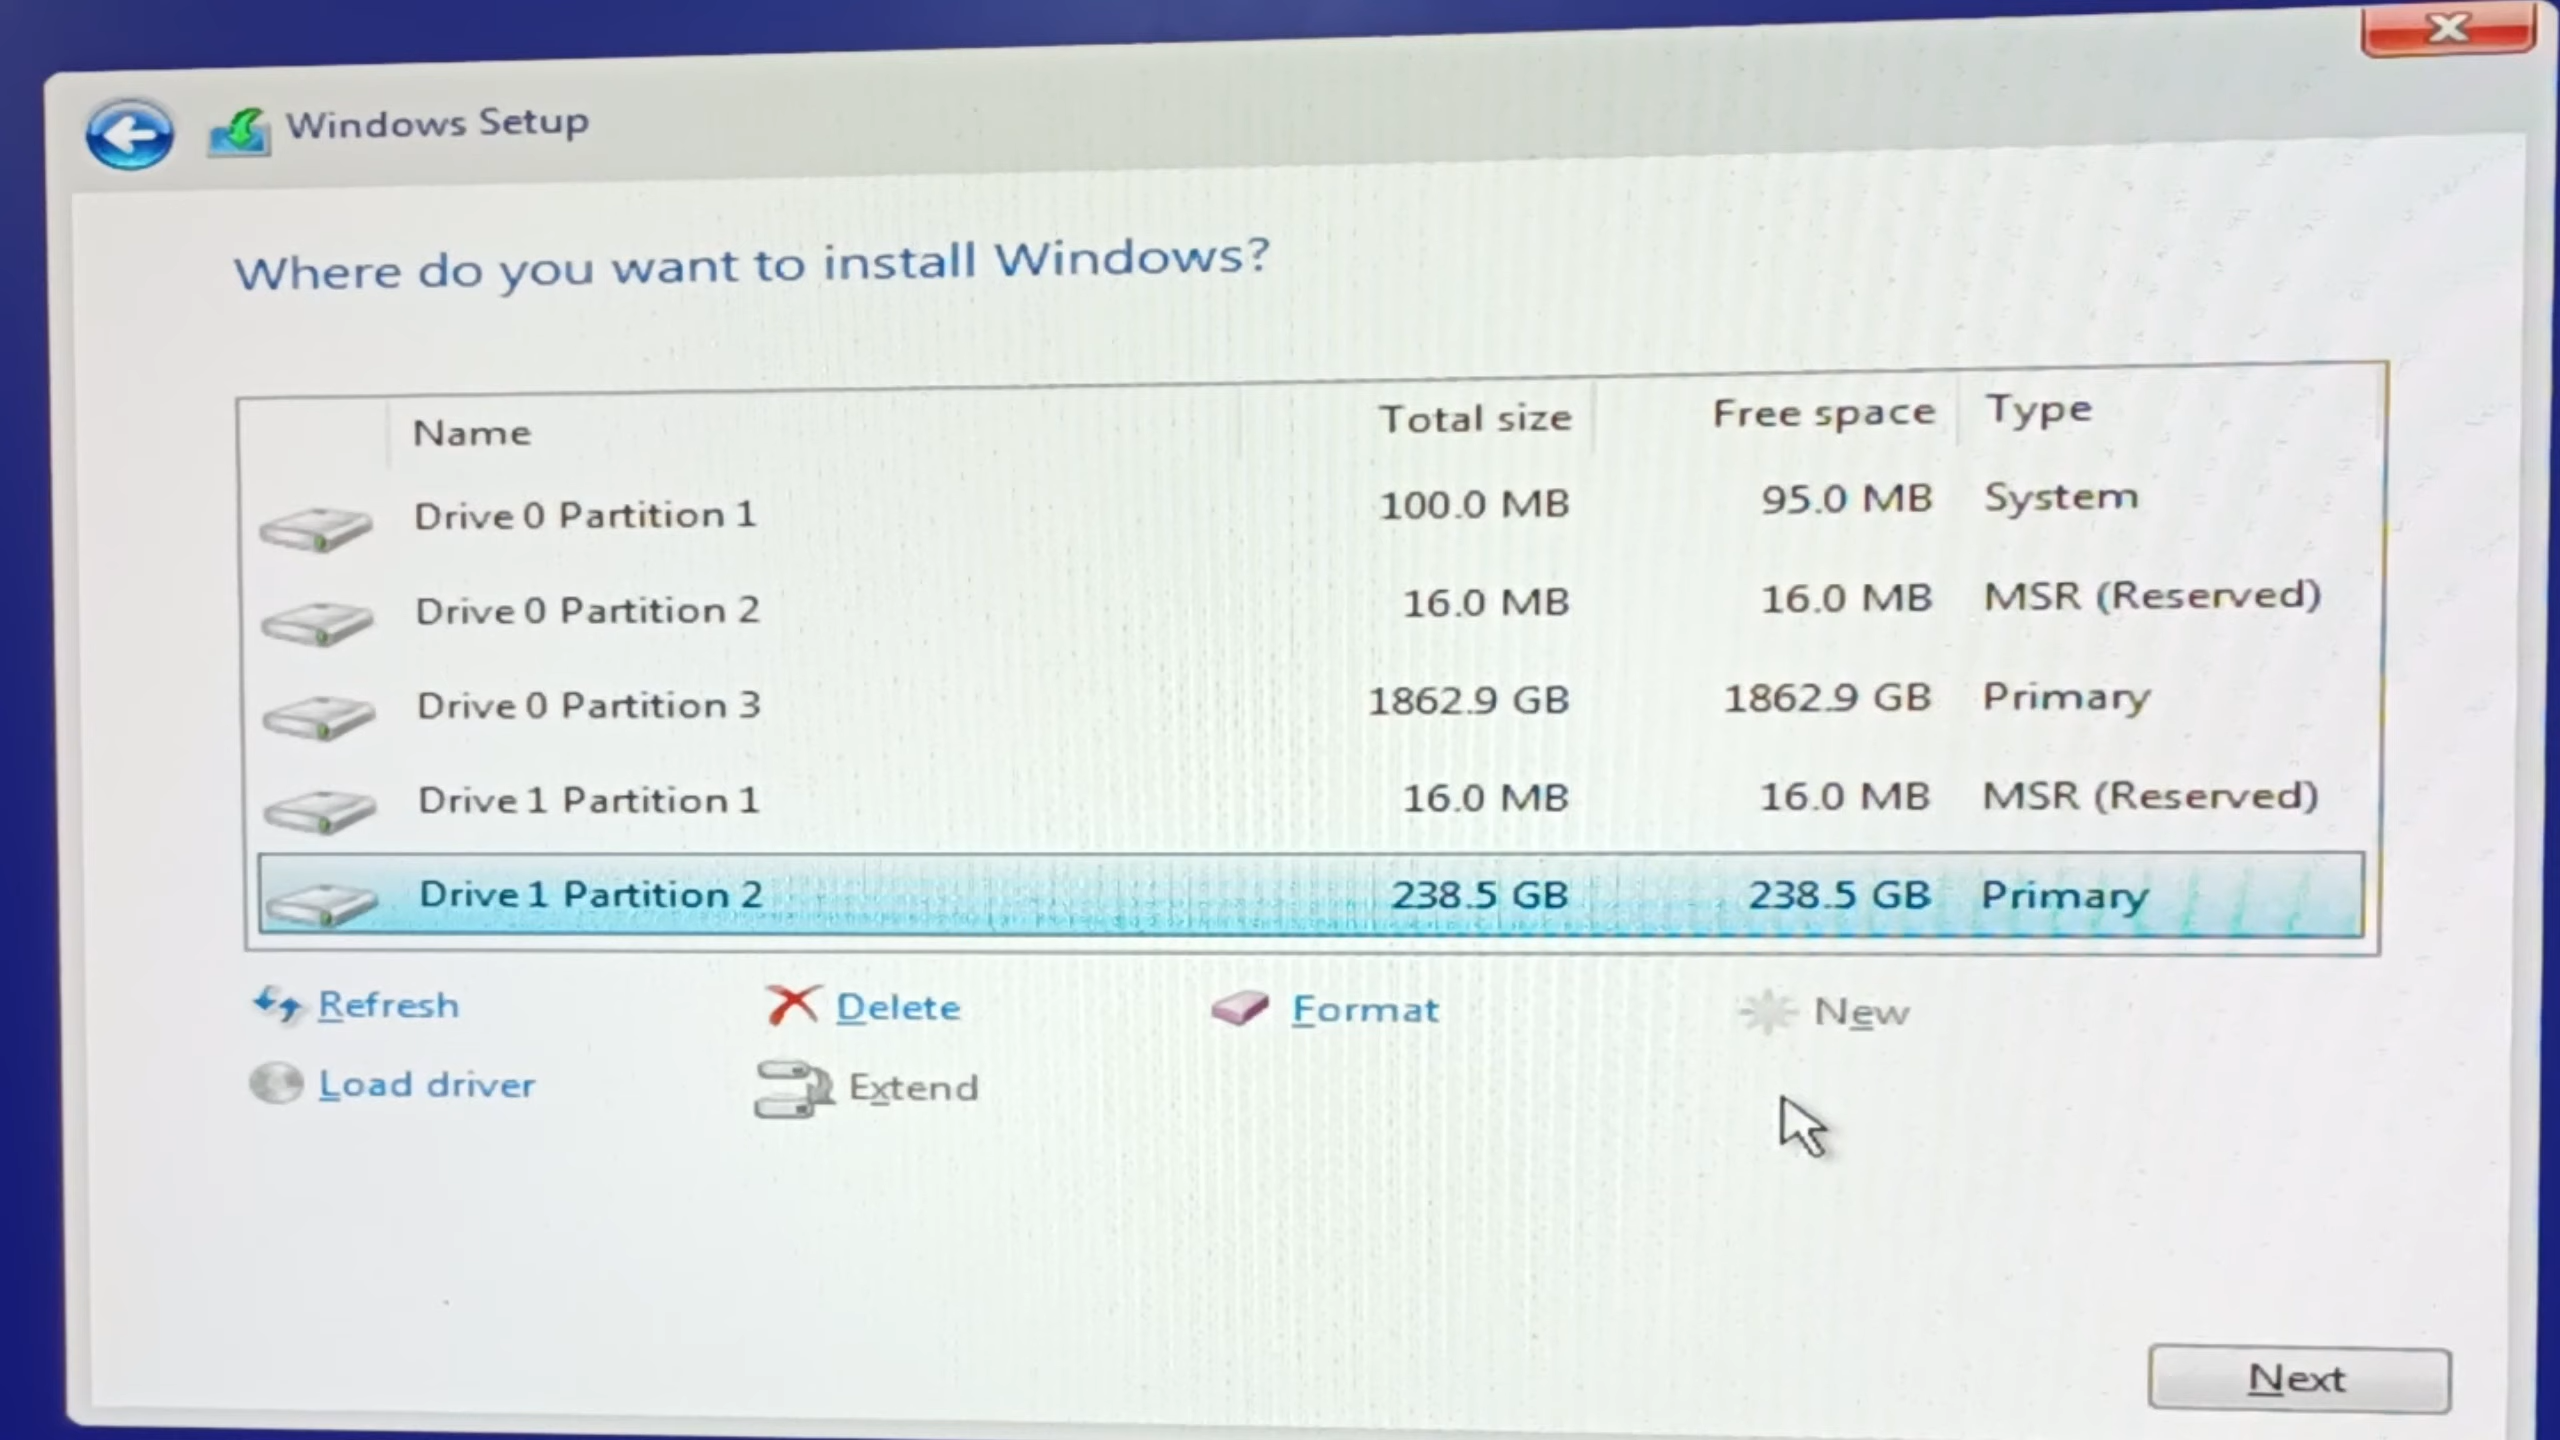 Windows Setup
Where do you want to install Windows?
Name Total size Free space Type
Drive 0 Partition 1 100.0 MB 95.0 MB System
Drive 0 Partition 2 16.0 MB 16.0 MB MSR (Reserved)
Drive 0 Partition 3 1862.9 GB 1862.9 GB Primary
Drive 1 Partition 1 16.0 MB 16.0 MB MSR (Reserved)
Drive 1 Partition 2 238.5 GB 238.5 GB Primary
Refresh Delete Format New
Load driver Extend
Next